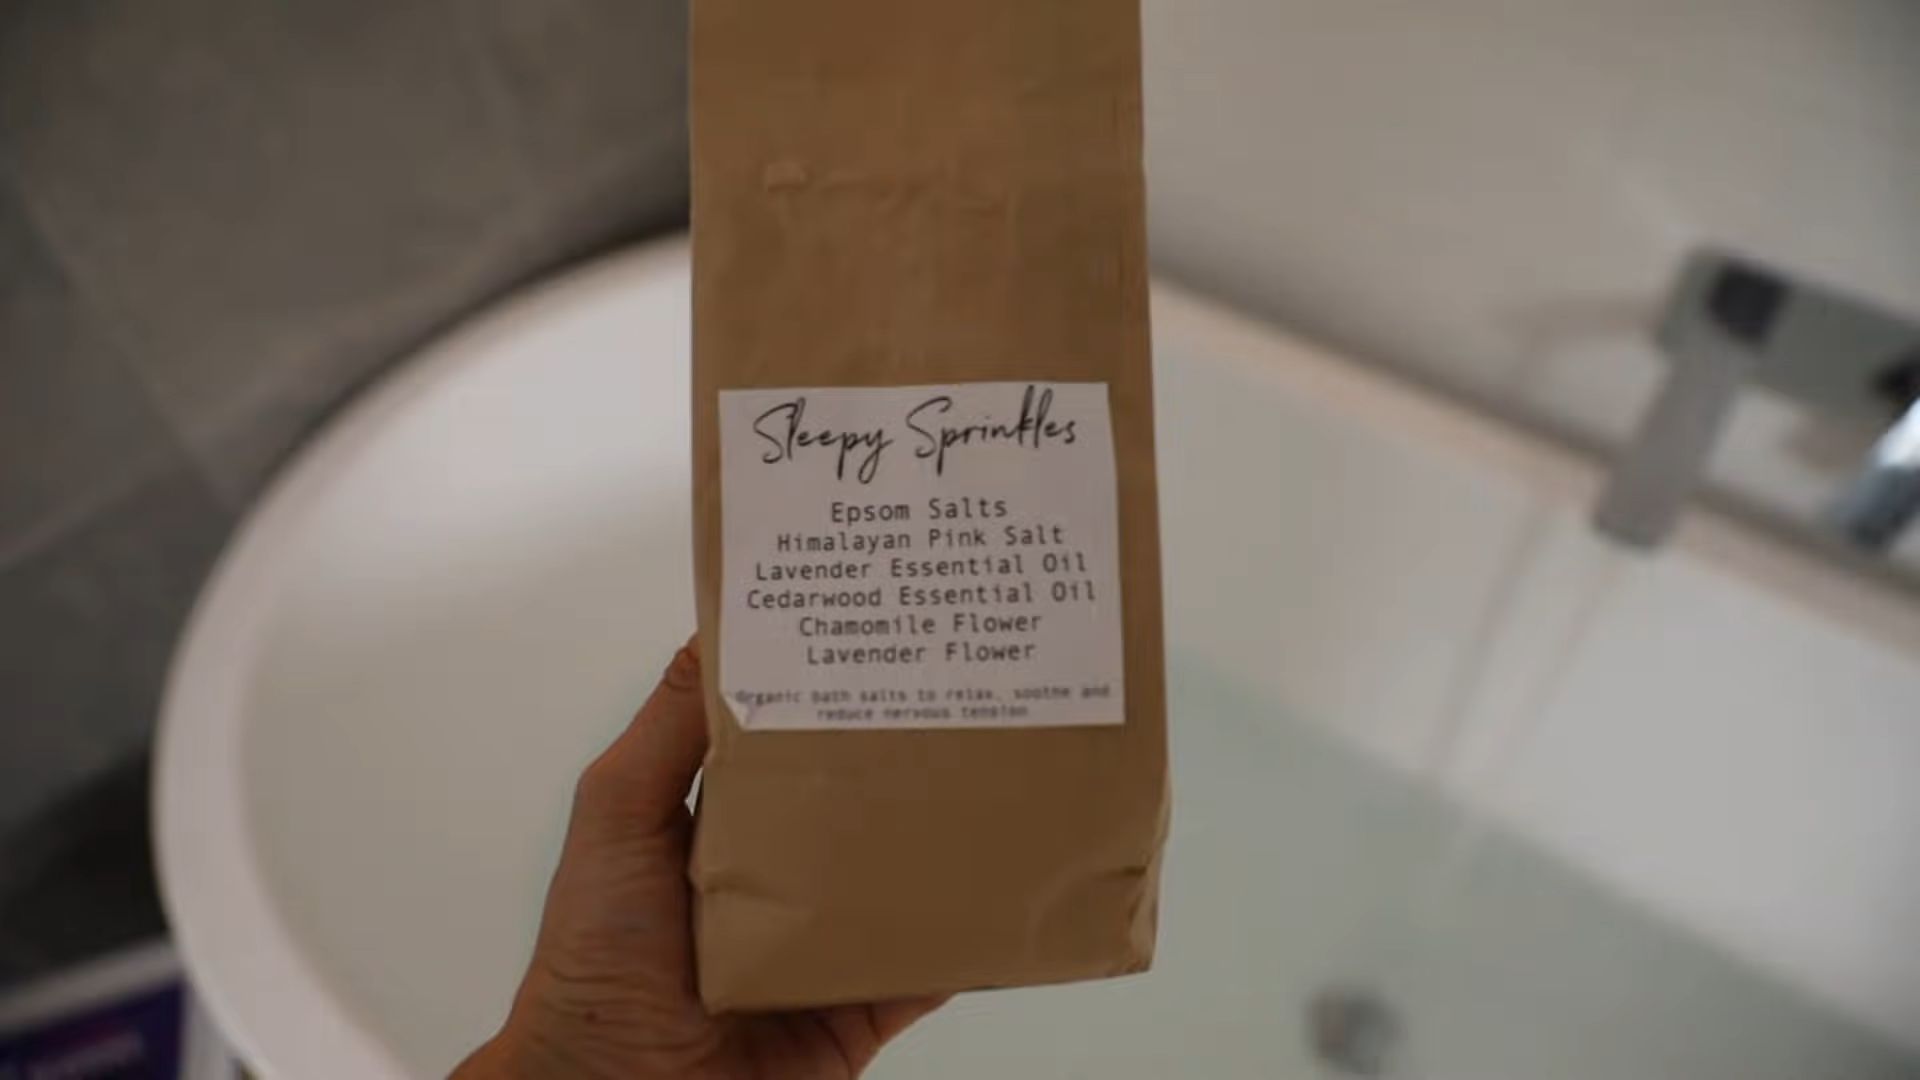 Sleepy Sprinkles
Epsom Salts
Himalayan Pink Salt
Lavender Essential Oil
Cedarwood Essential Oil
Chamomile Flower
Lavender Flower
Organic bath salts to relax, soothe and
reduce nervous tension